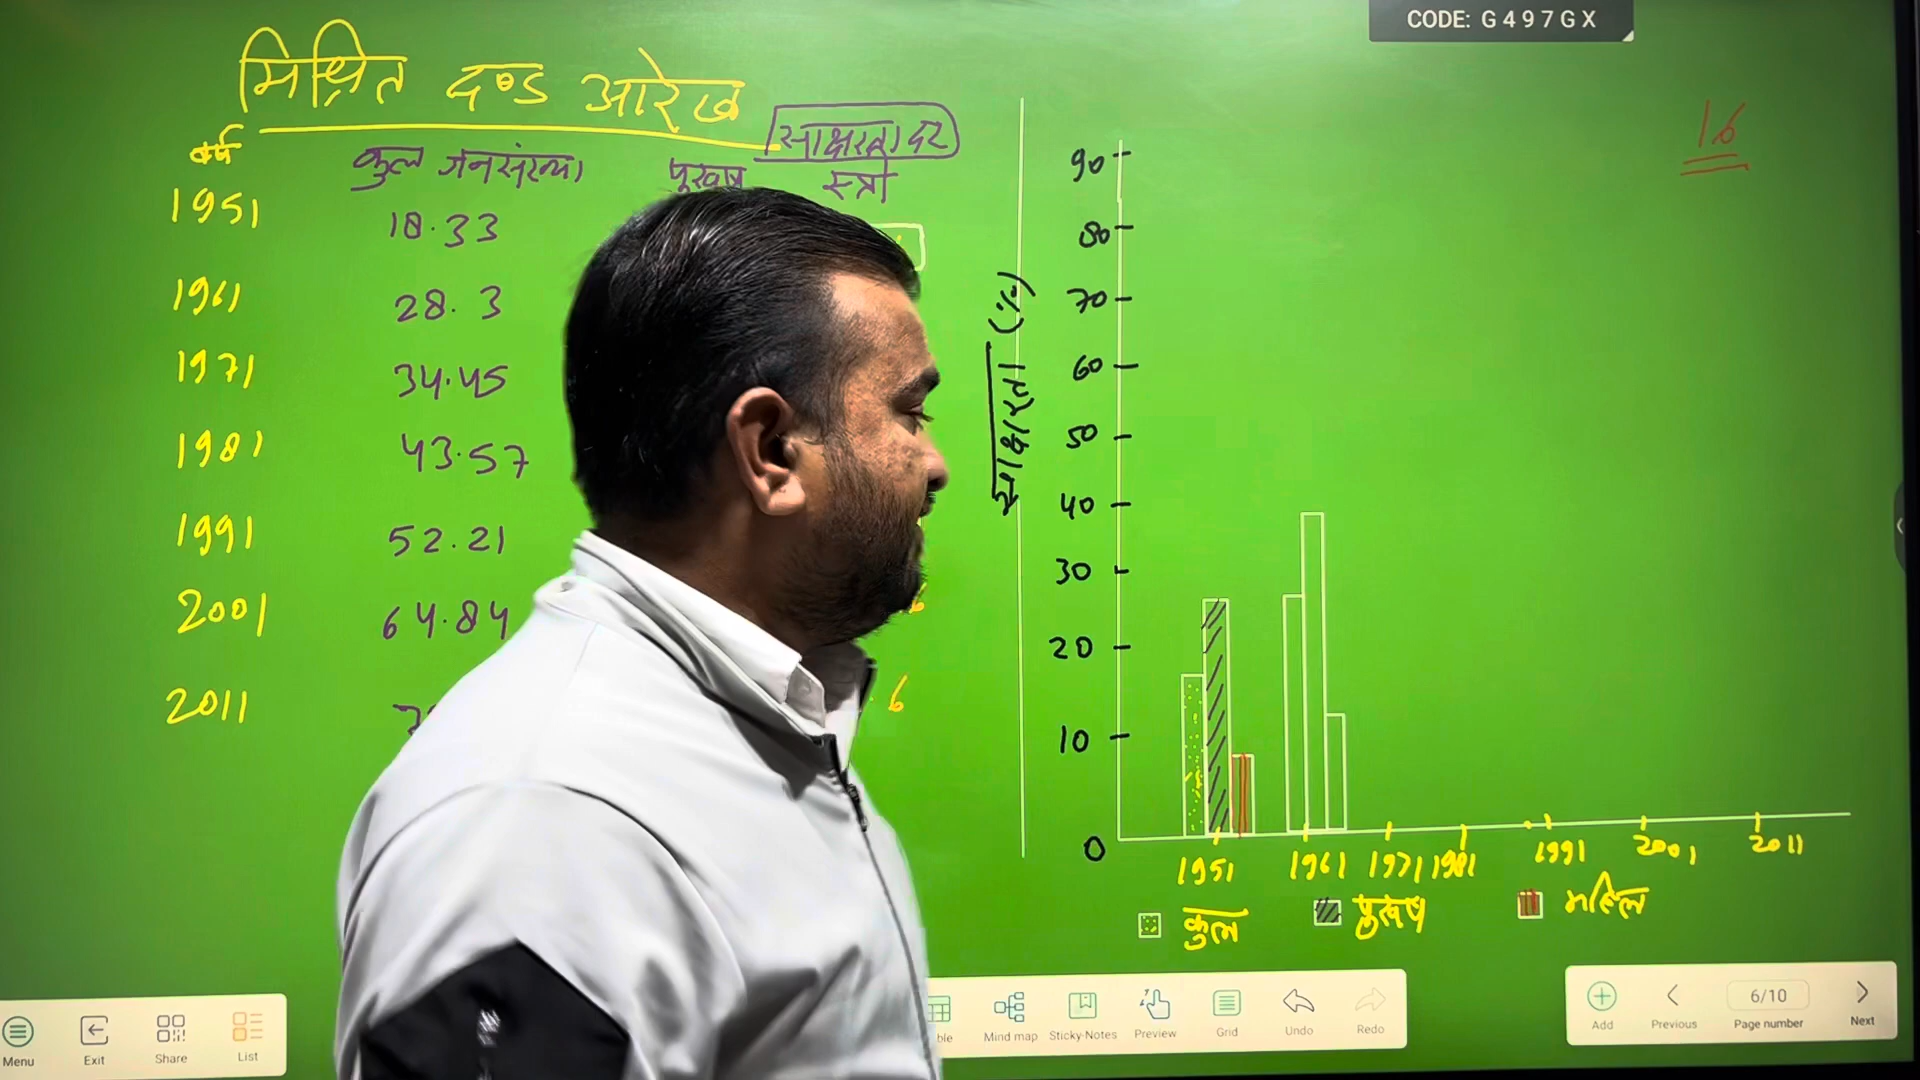 CODE: G497GX
मिश्रित दण्ड आरेख
16
साक्षरता दर
वर्ष कुल जनसंख्या पुरुष स्त्री
1951 18.33
1961 28.3
1971 34.45
1981 43.57
1991 52.21
2001 64.84
2011
6
साक्षरता (%)
90
80
70
60
50
40
30
20
10
0
1951 1961 1971 1981 1991 2001 2011
कुल पुरुष महिला
Menu Exit Share List
ble Mind map Sticky-Notes Preview Grid Undo Redo
Add Previous 6/10 Page number Next